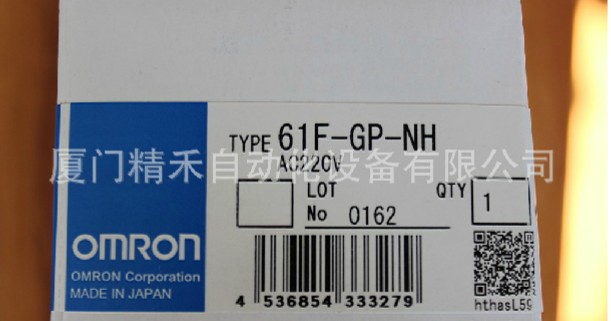 TYPE 61F-GP-NH
厦门精禾自动化设备有限公司
AC220V
LOT
No 0162
QTY
1
OMRON
OMRON Corporation
MADE IN JAPAN
4 536854 333279
hthasL59